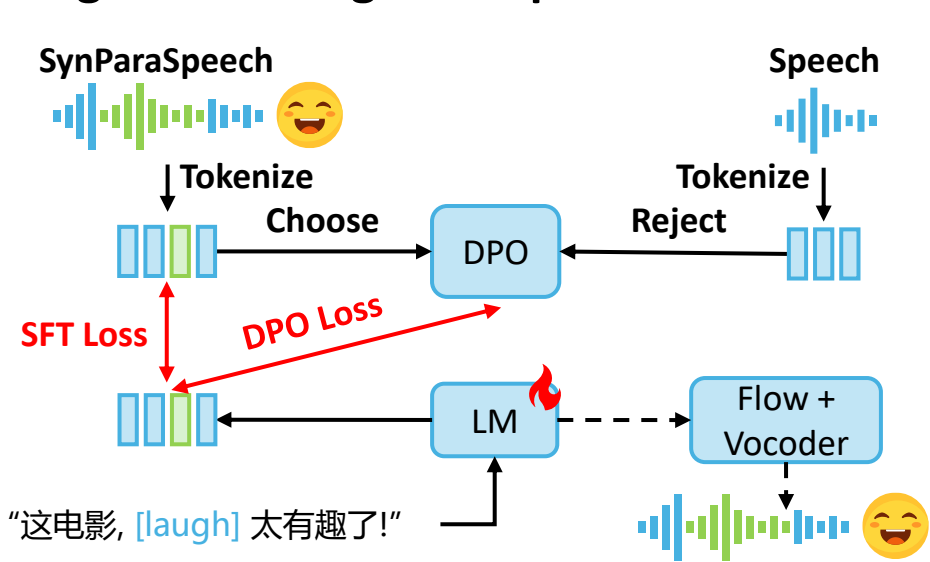 SynParaSpeech
Speech
Tokenize
Tokenize
Choose
Reject
DPO
SFT Loss
DPO Loss
LM
Flow +
Vocoder
“这电影, [laugh] 太有趣了!”